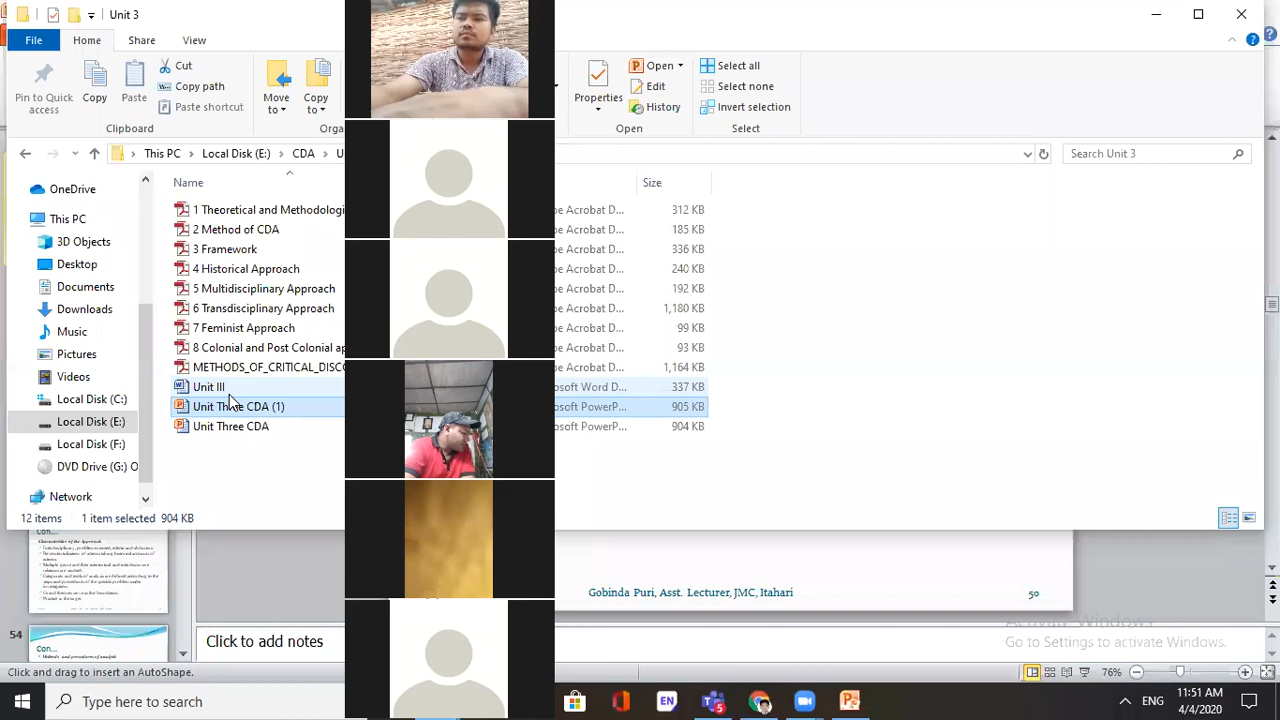 Unit 3
File
Share
View
Pin to Quick access
Copy
Paste
Cut
Copy path
Paste shortcut
Move to
Copy
Properties
Open
Edit
History
Select all
Select none
Invert selection
Clipboard
Open
Select
This PC
Local Disk (E:)
CDA
Search Unit 3
Name
Size
OneDrive
This PC
3D Objects
Desktop
Documents
Downloads
Music
Pictures
Videos
Local Disk (C:)
Local Disk (E:)
Local Disk (F:)
DVD Drive (G:) O
Network
1 Theoretical and Methodologi
312 KB
2 Method of CDA
185 KB
3 Framework
336 KB
4 Historical Approach
240 KB
5 Multidisciplinary Approach
192 KB
6 Transdisciplinary Approach
1,180 KB
7 Feminist Approach
99 KB
8 Colonial and Post Colonial
93 KB
METHODS_OF_CRITICAL_DISCO
1,164 KB
Unit III
337 KB
Unit Three CDA (1)
905 KB
Unit Three CDA
904 KB
12 items 1 item selected 904 KB
Con...
Gobinda Puri, Asst. Lecturer, JMC, Itahari
50
Activate Windows
Go to Settings to activate Windows.
54
Con...
Click to add notes
Click and drag to insert an AutoShape.
76%
Type here to search
ENG
11:51 AM
4/4/2020